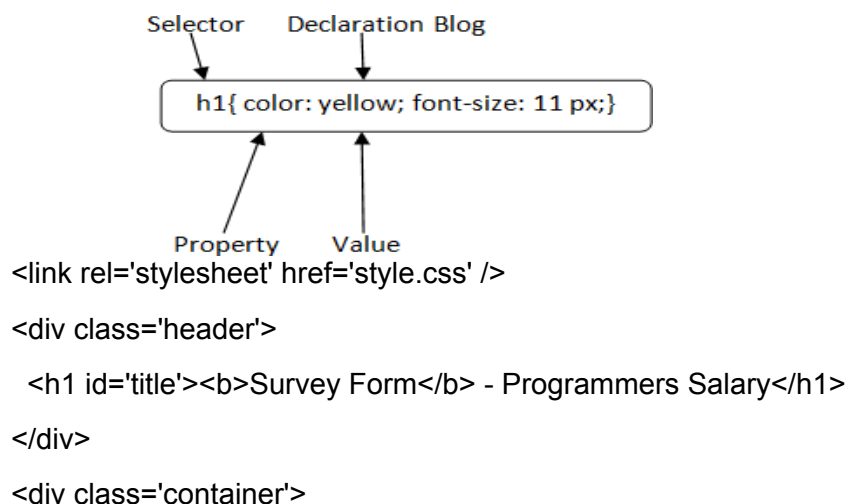 Selector Declaration Blog
h1{ color: yellow; font-size: 11 px;}
Property Value
<link rel='stylesheet' href='style.css' />
<div class='header'>
<h1 id='title'><b>Survey Form</b> - Programmers Salary</h1>
</div>
<div class='container'>